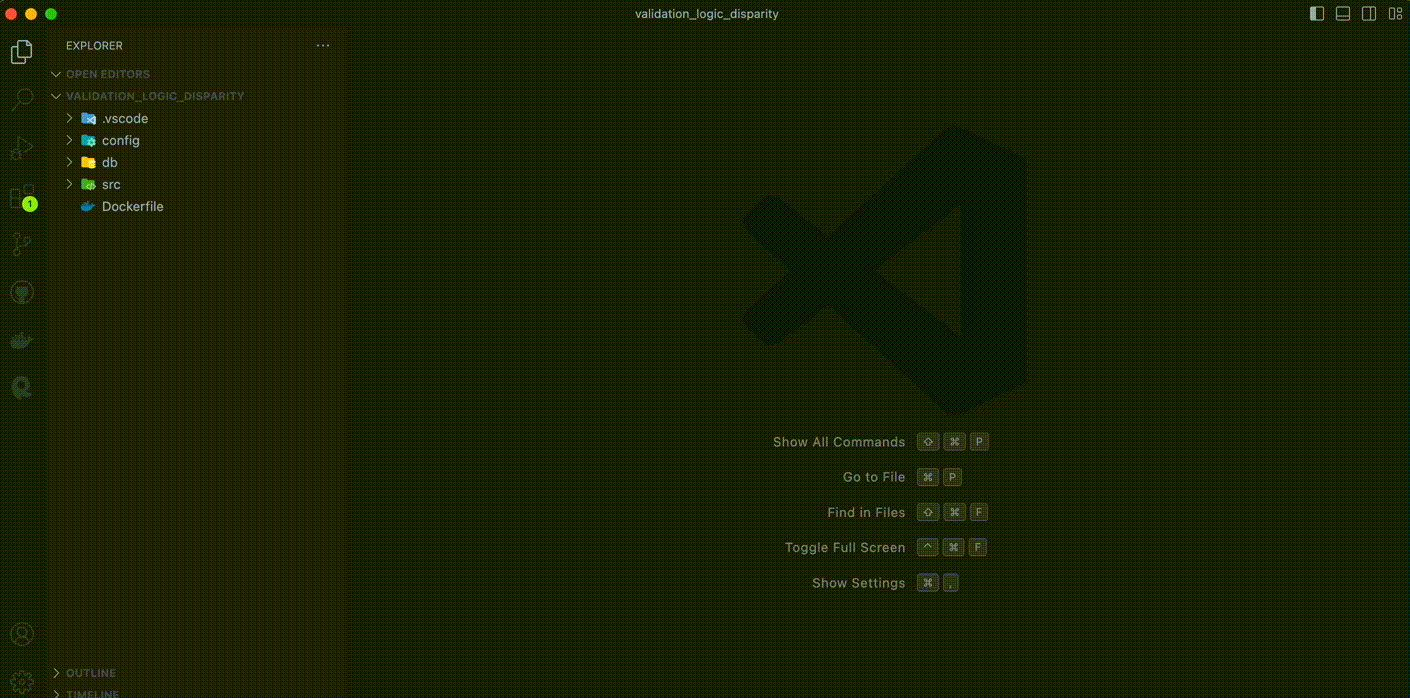 validation_logic_disparity
EXPLORER
OPEN EDITORS
VALIDATION_LOGIC_DISPARITY
.vscode
config
db
src
1
Dockerfile
Show All Commands ⇧ ⌘ P
Go to File ⌘ P
Find in Files ⇧ ⌘ F
Toggle Full Screen ^ ⌘ F
Show Settings ⌘ ,
OUTLINE
TIMELINE